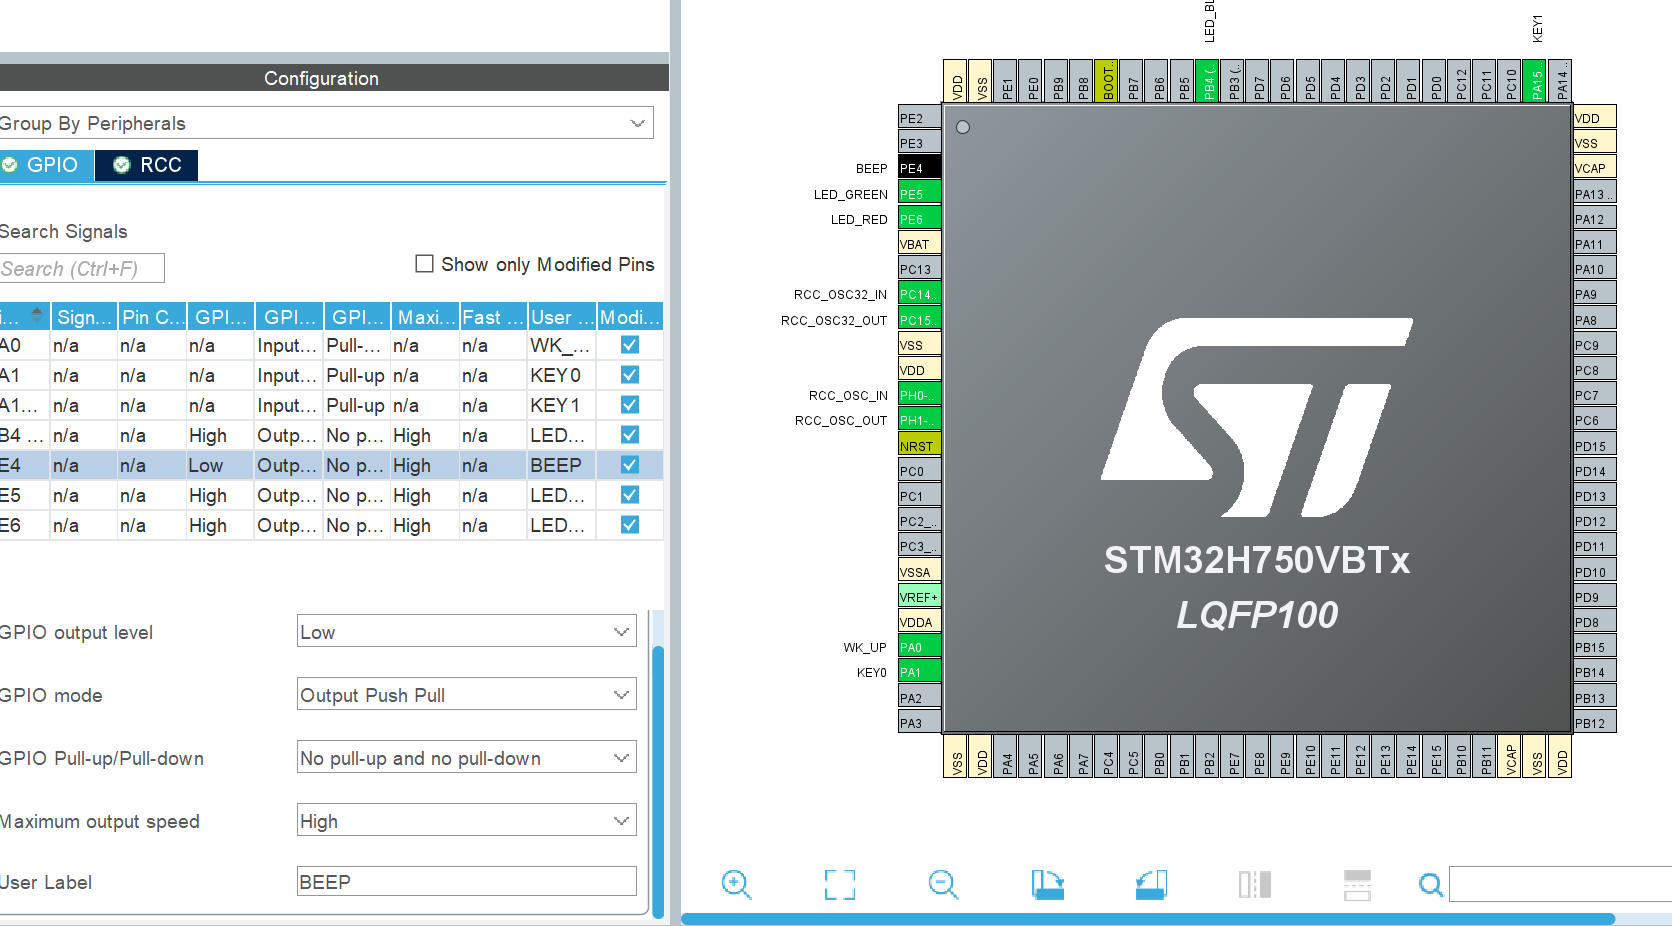 Configuration
Group By Peripherals
GPIO
RCC
Search Signals
Search (Ctrl+F)
Show only Modified Pins
i... Sign... Pin C... GPI... GPI... GPI... Maxi... Fast ... User ... Modi...
A0 n/a n/a n/a Input... Pull-... n/a n/a WK_...
A1 n/a n/a n/a Input... Pull-up n/a n/a KEY0
A1... n/a n/a n/a Input... Pull-up n/a n/a KEY1
B4 ... n/a n/a High Outp... No p... High n/a LED...
E4 n/a n/a Low Outp... No p... High n/a BEEP
E5 n/a n/a High Outp... No p... High n/a LED...
E6 n/a n/a High Outp... No p... High n/a LED...
GPIO output level Low
GPIO mode Output Push Pull
GPIO Pull-up/Pull-down No pull-up and no pull-down
Maximum output speed High
User Label BEEP
LED_BL
KEY1
VDD VSS PE1 PE0 PB9 PB8 BOOT.. PB7 PB6 PB5 PB4 (.. PB3 (.. PD7 PD6 PD5 PD4 PD3 PD2 PD1 PD0 PC12 PC11 PC10 PA15.. PA14 ..
PE2
PE3
BEEP PE4
LED_GREEN PE5
LED_RED PE6
VBAT
PC13
RCC_OSC32_IN PC14..
RCC_OSC32_OUT PC15..
VSS
VDD
RCC_OSC_IN PH0-..
RCC_OSC_OUT PH1-..
NRST
PC0
PC1
PC2_..
PC3_..
VSSA
VREF+
VDDA
WK_UP PA0
KEY0 PA1
PA2
PA3
ST
STM32H750VBTx
LQFP100
VDD
VSS
VCAP
PA13 ..
PA12
PA11
PA10
PA9
PA8
PC9
PC8
PC7
PC6
PD15
PD14
PD13
PD12
PD11
PD10
PD9
PD8
PB15
PB14
PB13
PB12
VSS VDD PA4 PA5 PA6 PA7 PC4 PC5 PB0 PB1 PB2 PE7 PE8 PE9 PE10 PE11 PE12 PE13 PE14 PE15 PB10 PB11 VCAP VSS VDD